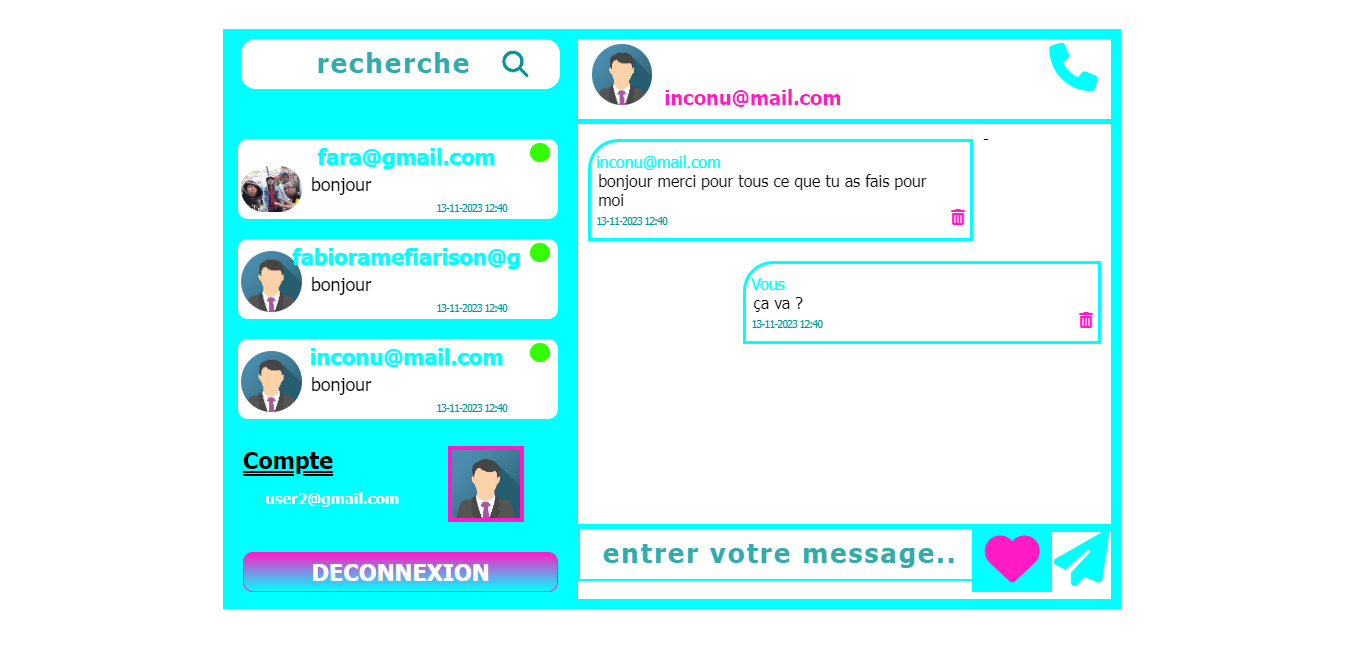 recherche
fara@gmail.com
bonjour
13-11-2023 12:40
fabioramefiarison@g
bonjour
13-11-2023 12:40
inconu@mail.com
bonjour
13-11-2023 12:40
Compte
user2@gmail.com
DECONNEXION
inconu@mail.com
-
inconu@mail.com
bonjour merci pour tous ce que tu as fais pour
moi
13-11-2023 12:40
Vous
ça va ?
13-11-2023 12:40
entrer votre message..